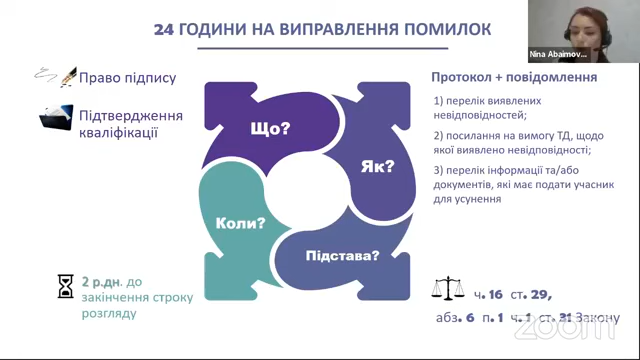 24 ГОДИНИ НА ВИПРАВЛЕННЯ ПОМИЛОК
Nina Abaimov...
Право підпису
Підтвердження
кваліфікації
Що?
Як?
Коли?
Підстава?
Протокол + повідомлення
1) перелік виявлених
невідповідностей;
2) посилання на вимогу ТД, щодо
якої виявлено невідповідності;
3) перелік інформації та/або
документів, які має подати учасник
для усунення
2 р.дн. до
закінчення строку
розгляду
ч. 16 ст. 29,
абз. 6 п. 1 ч. 1 ст. 31 Закону
zoom